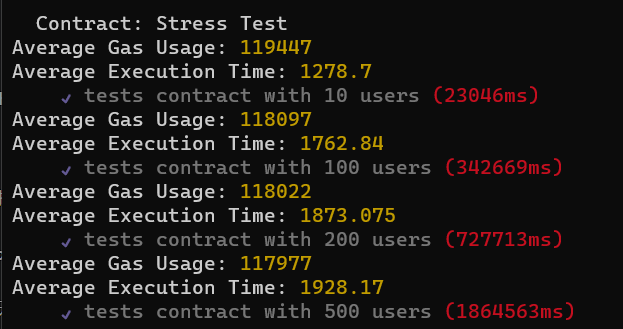 Contract: Stress Test
Average Gas Usage: 119447
Average Execution Time: 1278.7
✓ tests contract with 10 users (23046ms)
Average Gas Usage: 118097
Average Execution Time: 1762.84
✓ tests contract with 100 users (342669ms)
Average Gas Usage: 118022
Average Execution Time: 1873.075
✓ tests contract with 200 users (727713ms)
Average Gas Usage: 117977
Average Execution Time: 1928.17
✓ tests contract with 500 users (1864563ms)